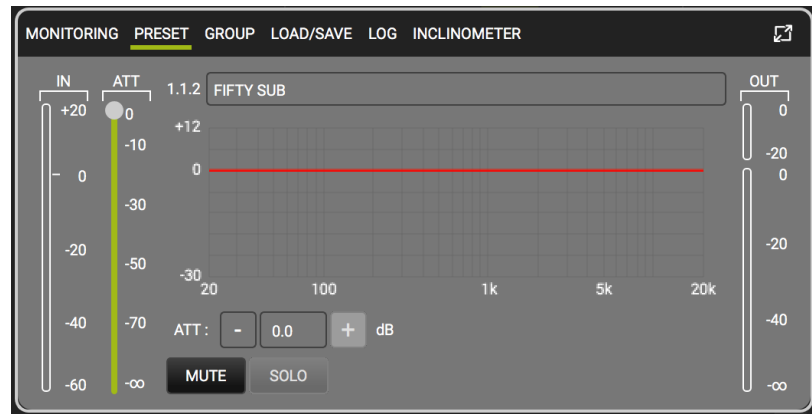 MONITORING PRESET GROUP LOAD/SAVE LOG INCLINOMETER
IN ATT 1.1.2 FIFTY SUB OUT
+20 0 +12 0
-10 -20
0 0 0
-30
-20 -50 -20
-30
20 100 1k 5k 20k
-40 -70 ATT : - 0.0 + dB -40
-60 -∞ MUTE SOLO -∞